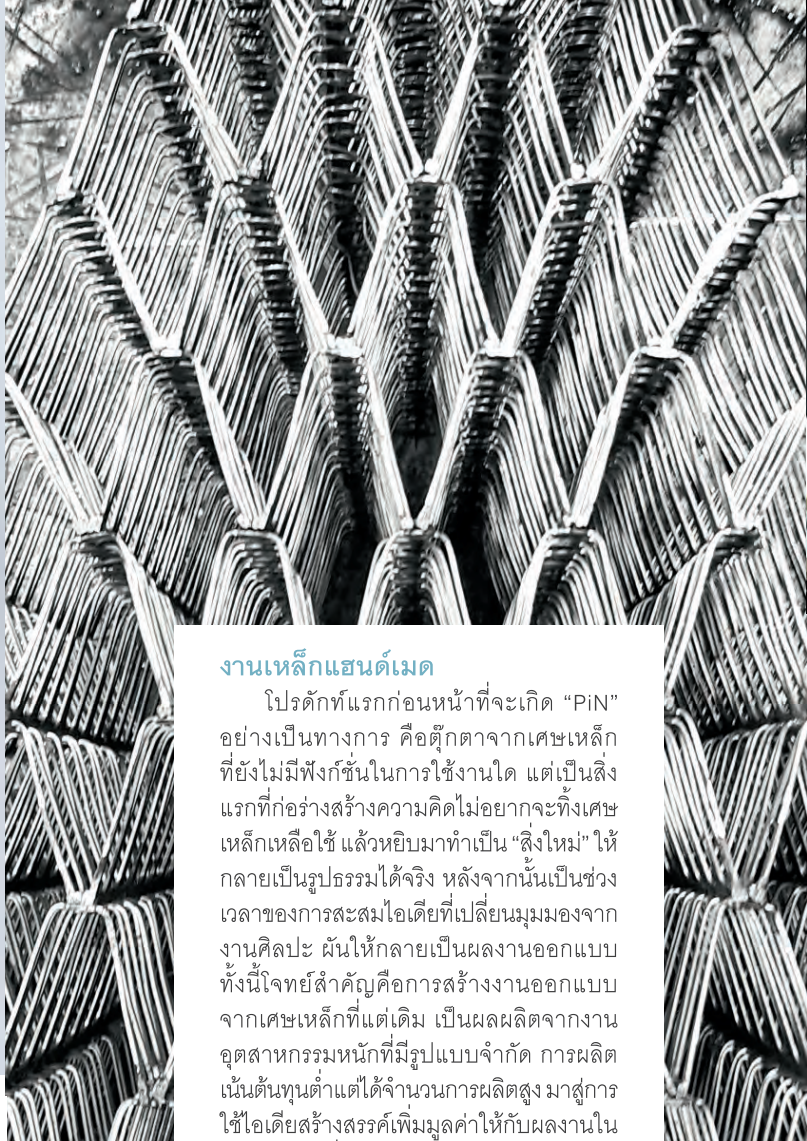 งานเหล็กแฮนด์เมด
โปรดักท์แรกก่อนหน้าที่จะเกิด “PiN”
อย่างเป็นทางการ คือตุ๊กตาจากเศษเหล็ก
ที่ยังไม่มีฟังก์ชั่นในการใช้งานใด แต่เป็นสิ่ง
แรกที่ก่อร่างสร้างความคิดไม่อยากจะทิ้งเศษ
เหล็กเหลือใช้ แล้วหยิบมาทำเป็น “สิ่งใหม่” ให้
กลายเป็นรูปธรรมได้จริง หลังจากนั้นเป็นช่วง
เวลาของการสะสมไอเดียที่เปลี่ยนมุมมองจาก
งานศิลปะ ผันให้กลายเป็นผลงานออกแบบ
ทั้งนี้โจทย์สำคัญคือการสร้างงานออกแบบ
จากเศษเหล็กที่แต่เดิม เป็นผลผลิตจากงาน
อุตสาหกรรมหนักที่มีรูปแบบจำกัด การผลิต
เน้นต้นทุนต่ำแต่ได้จำนวนการผลิตสูง มาสู่การ
ใช้ไอเดียสร้างสรรค์เพิ่มมูลค่าให้กับผลงานใน